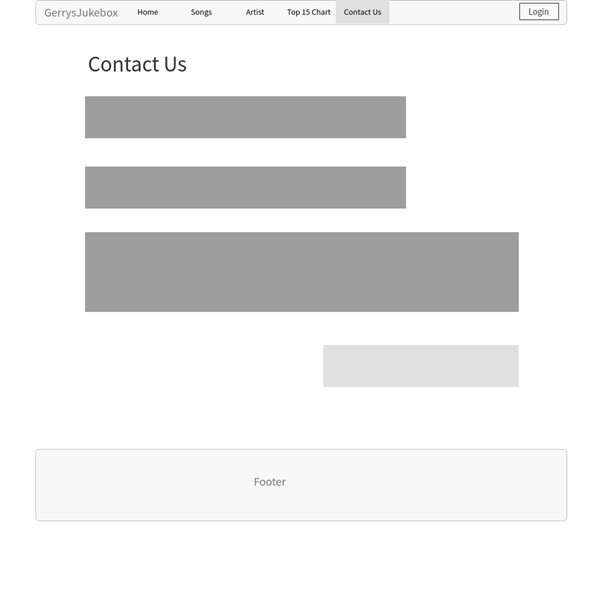 GerrysJukebox Home Songs Artist Top 15 Chart Contact Us Login
Contact Us
Footer